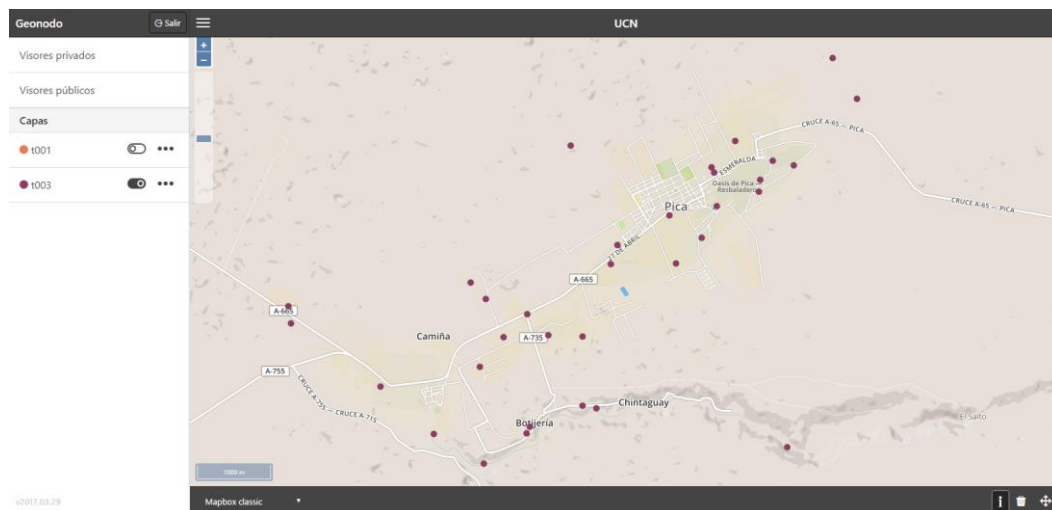 Geonodo
Salir
UCN
Visores privados
Visores públicos
Capas
t001
t003
CRUCE A-65 — PICA
ESMERALDA
Oasis de Pica -
Resbaladero
CRUCE A-65 — PICA
Pica
27 DE ABRIL
A-665
A-665
Camiña
A-735
A-755
CRUCE A-755 — CRUCE A-715
Chintaguay
El Salto
Botijería
1000 m
v2017.03.29
Mapbox classic